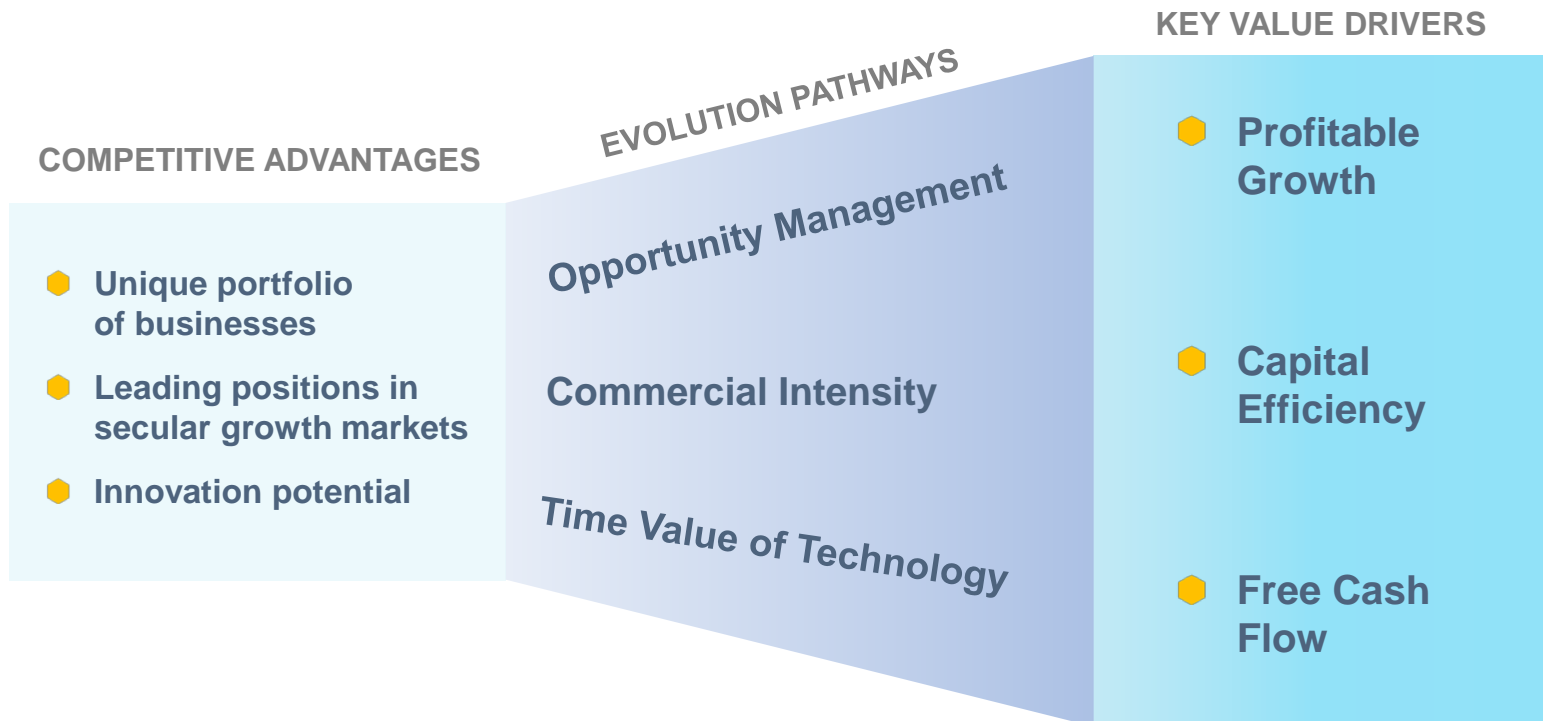 COMPETITIVE ADVANTAGES
Unique portfolio
of businesses
Leading positions in
secular growth markets
Innovation potential
EVOLUTION PATHWAYS
Opportunity Management
Commercial Intensity
Time Value of Technology
KEY VALUE DRIVERS
Profitable
Growth
Capital
Efficiency
Free Cash
Flow